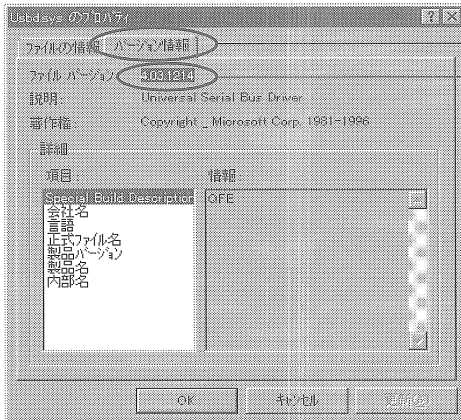 Usbd.sys のプロパティ
ファイルの情報 バージョン情報
ファイル バージョン: 4.03.1214
説明: Universal Serial Bus Driver
著作権: Copyright _ Microsoft Corp. 1981-1996
詳細
項目: 情報:
Special Build Description QFE
会社名
言語
正式ファイル名
製品バージョン
製品名
内部名
OK キャンセル 更新(A)